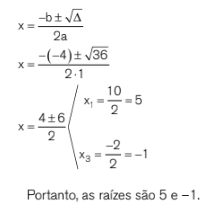 x = (−b ± √Δ) / 2a
x = (−(−4) ± √36) / (2·1)
x = (4±6) / 2
x₁ = 10/2 = 5
x₃ = −2/2 = −1
Portanto, as raízes são 5 e −1.